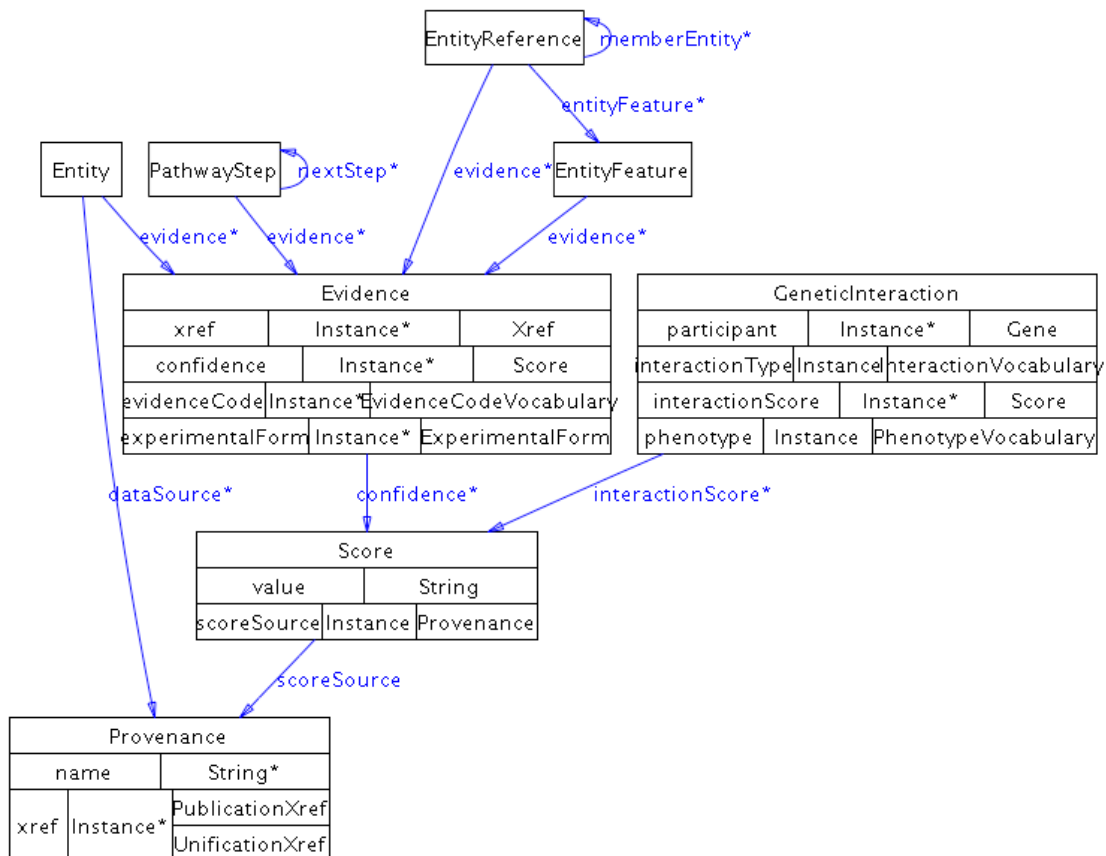 EntityReference
memberEntity*
entityFeature*
Entity
PathwayStep
nextStep*
evidence*
EntityFeature
evidence*
evidence*
evidence*
Evidence
xref Instance* Xref
confidence Instance* Score
evidenceCode Instance* EvidenceCodeVocabulary
experimentalForm Instance* ExperimentalForm
GeneticInteraction
participant Instance* Gene
interactionType Instance InteractionVocabulary
interactionScore Instance* Score
phenotype Instance PhenotypeVocabulary
dataSource*
confidence*
interactionScore*
Score
value String
scoreSource Instance Provenance
scoreSource
Provenance
name String*
xref Instance* PublicationXref
UnificationXref